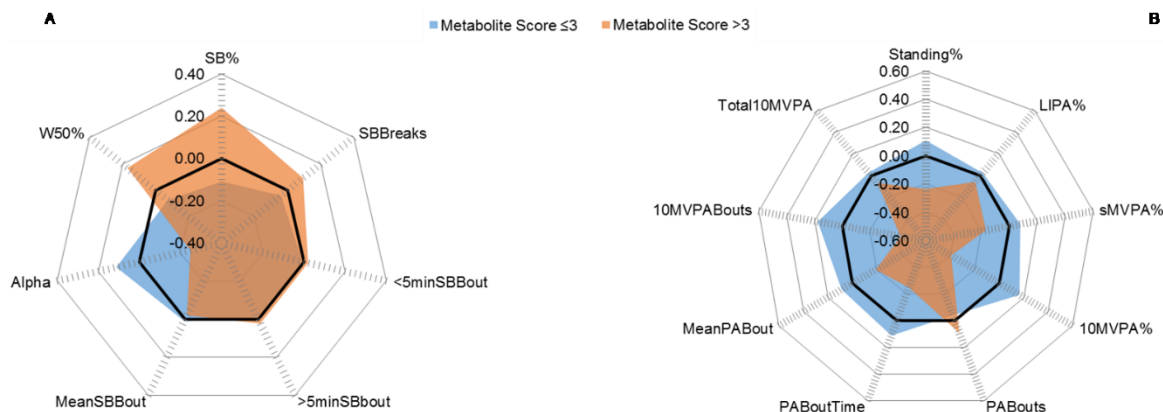 A
Metabolite Score ≤3
Metabolite Score >3
B
SB%
0.40
0.20
0.00
-0.20
-0.40
SBBreaks
<5minSBBout
>5minSBbout
MeanSBBout
Alpha
W50%
Standing%
0.60
0.40
0.20
0.00
-0.20
-0.40
-0.60
LIPA%
sMVPA%
10MVPA%
PABouts
PABoutTime
MeanPABout
10MVPABouts
Total10MVPA